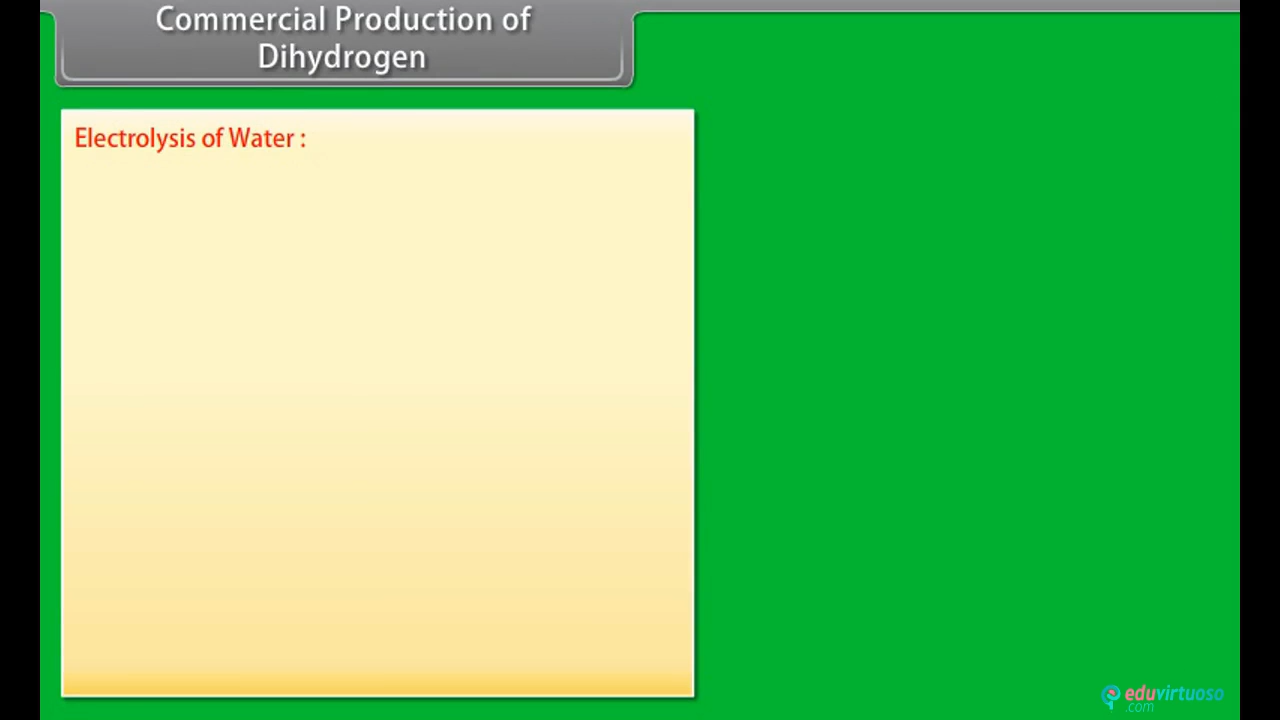 Commercial Production of
Dihydrogen
Electrolysis of Water :
eduvirtuoso
.com